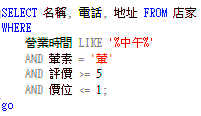 SELECT 名稱, 電話, 地址 FROM 店家
WHERE
營業時間 LIKE '%中午%'
AND 葷素 = '葷'
AND 評價 >= 5
AND 價位 <= 1;
go